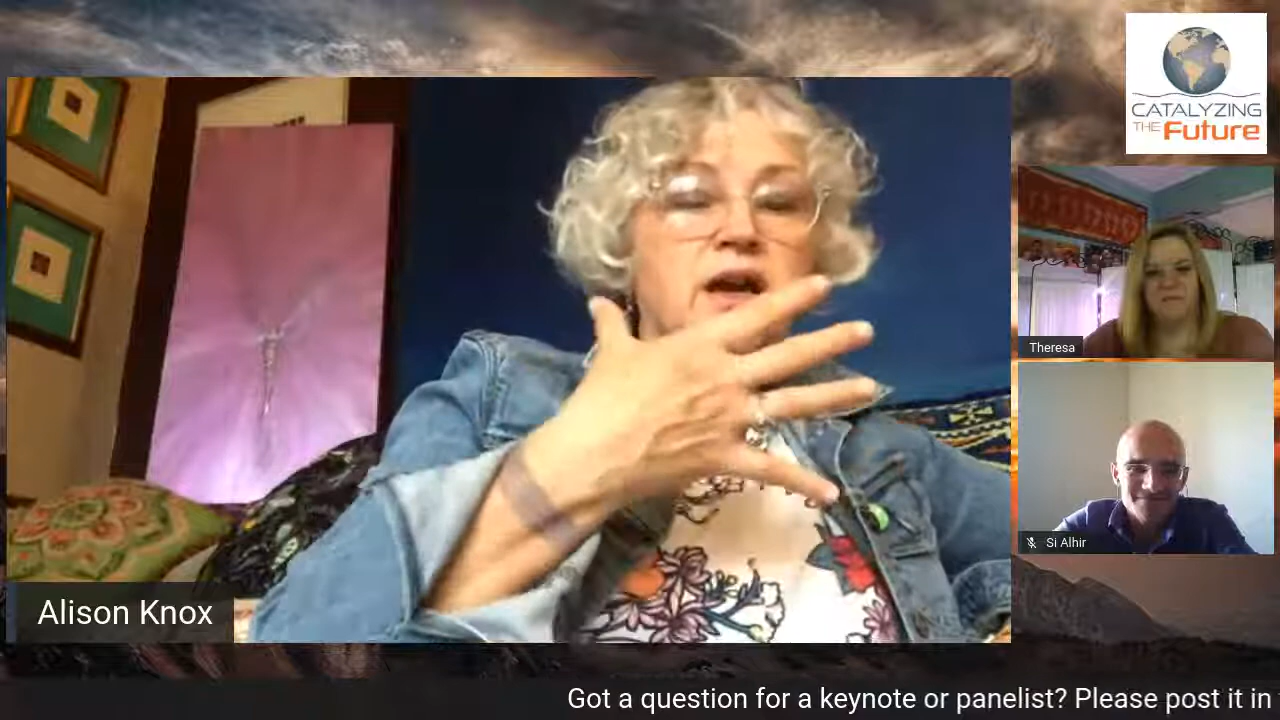 CATALYZING
THE Future
Theresa
Si Alhir
Alison Knox
Got a question for a keynote or panelist? Please post it in